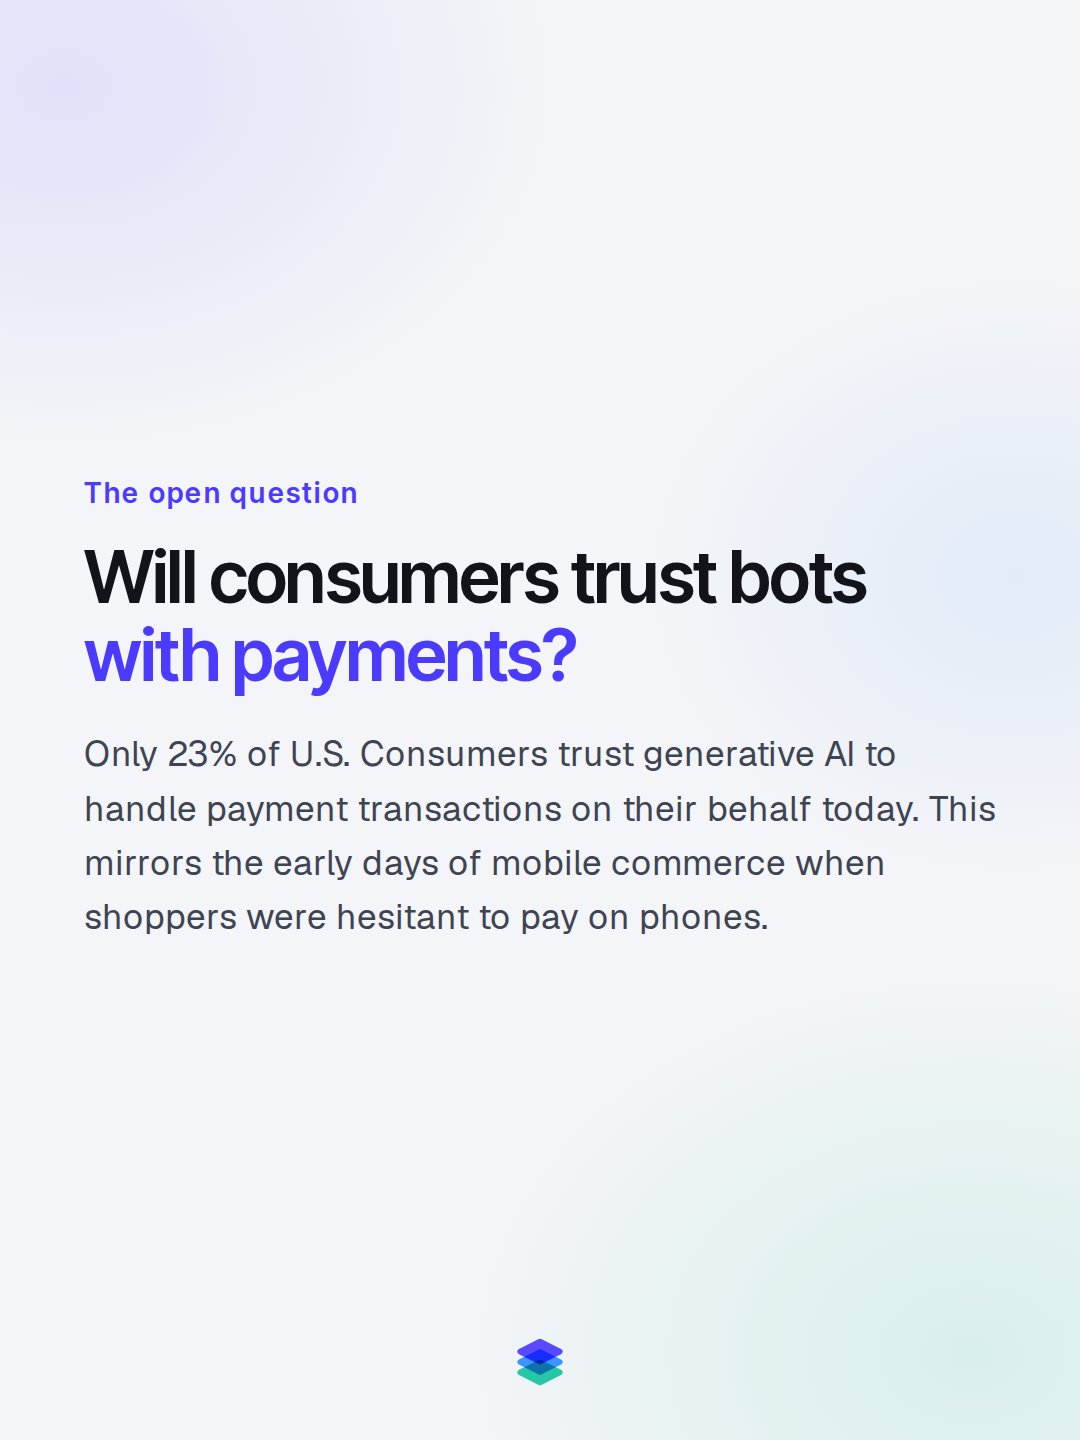 The open question
Will consumers trust bots
with payments?
Only 23% of U.S. Consumers trust generative AI to
handle payment transactions on their behalf today. This
mirrors the early days of mobile commerce when
shoppers were hesitant to pay on phones.